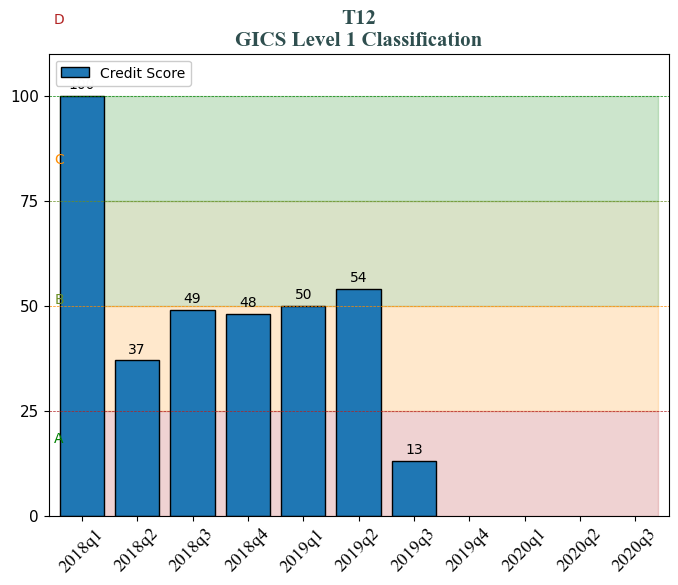 D
T12
GICS Level 1 Classification
Credit Score
100
100
C
75
54
50
49
48
50
B
37
25
A
13
0
2018q1
2018q2
2018q3
2018q4
2019q1
2019q2
2019q3
2019q4
2020q1
2020q2
2020q3